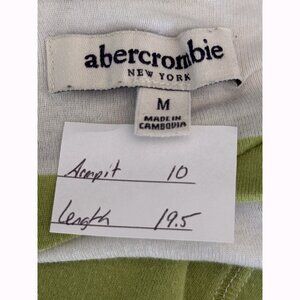 abercrombie
NEW YORK
M
MADE IN
CAMBODIA
Armpit 10
Length 19.5